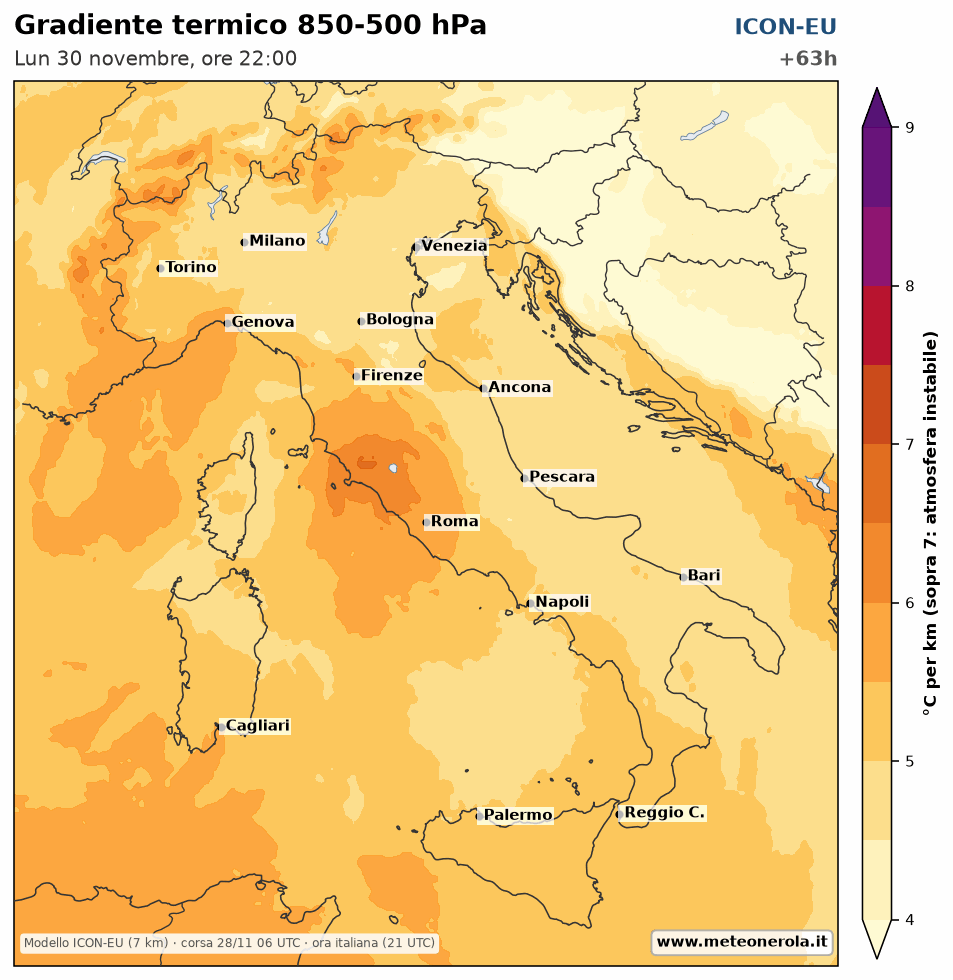 Gradiente termico 850-500 hPa
ICON-EU
Lun 30 novembre, ore 22:00
+63h
Milano
Venezia
Torino
Genova
Bologna
Firenze
Ancona
Pescara
Roma
Bari
Napoli
Cagliari
Palermo
Reggio C.
9
8
7
6
5
4
°C per km (sopra 7: atmosfera instabile)
Modello ICON-EU (7 km) · corsa 28/11 06 UTC · ora italiana (21 UTC)
www.meteonerola.it